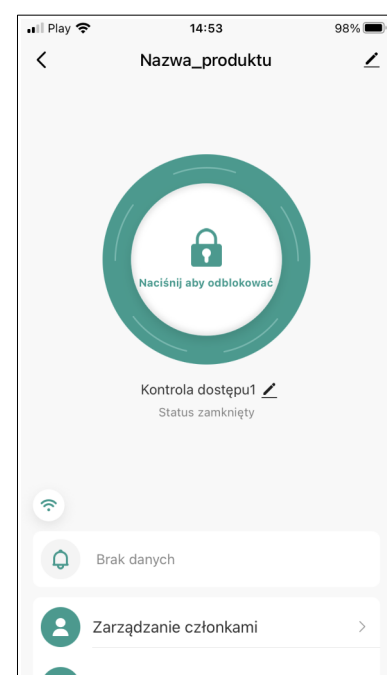 Play 14:53 98%
Nazwa_produktu
Naciśnij aby odblokować
Kontrola dostępu1
Status zamknięty
Brak danych
Zarządzanie członkami